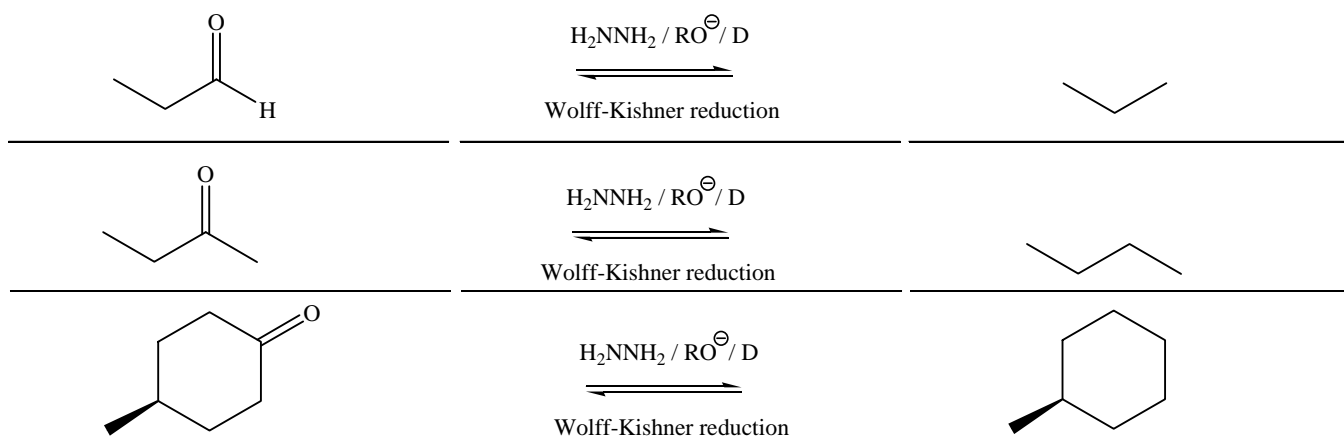 O
H
H₂NNH₂ / RO⊖/ D
Wolff-Kishner reduction
O
H₂NNH₂ / RO⊖/ D
Wolff-Kishner reduction
O
H₂NNH₂ / RO⊖/ D
Wolff-Kishner reduction